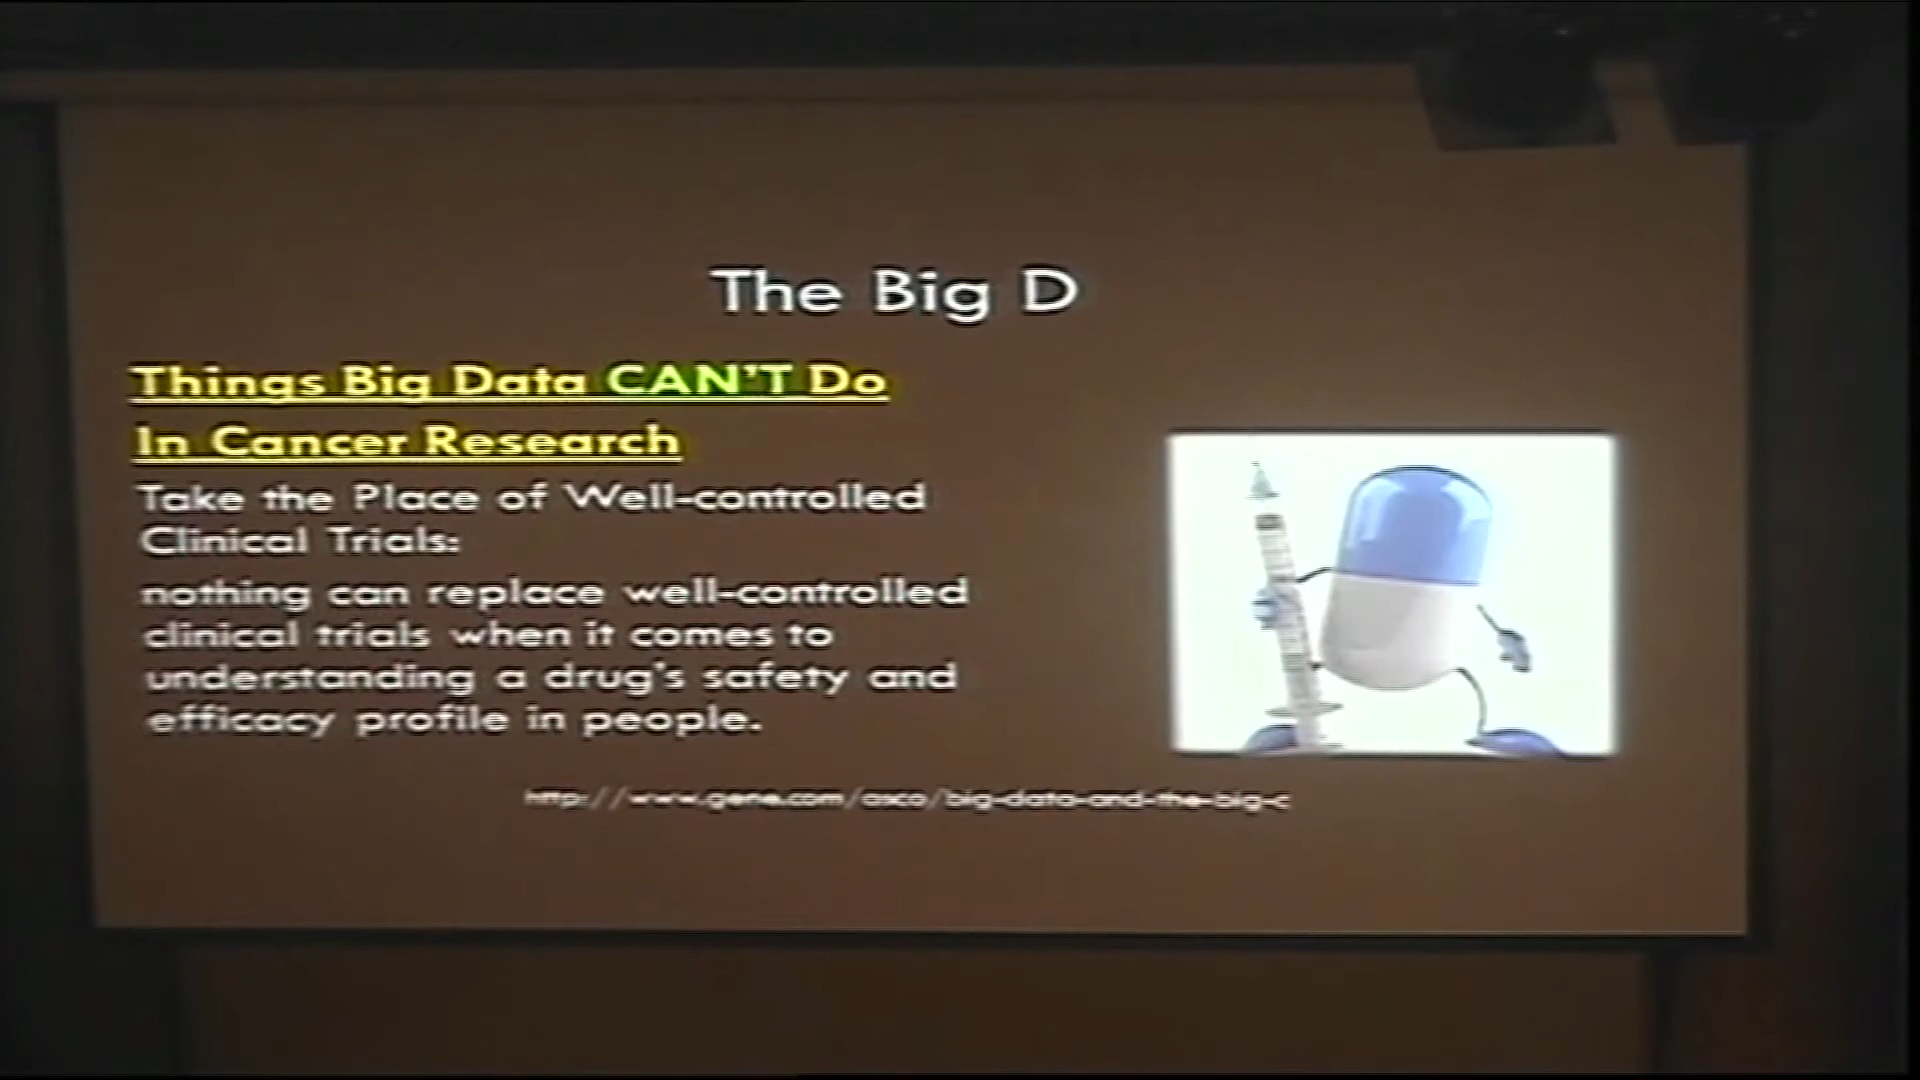 The Big D
Things Big Data CAN'T Do
In Cancer Research
Take the Place of Well-controlled
Clinical Trials:
nothing can replace well-controlled
clinical trials when it comes to
understanding a drug's safety and
efficacy profile in people.
http://www.gene.com/asco/big-data-and-the-big-c